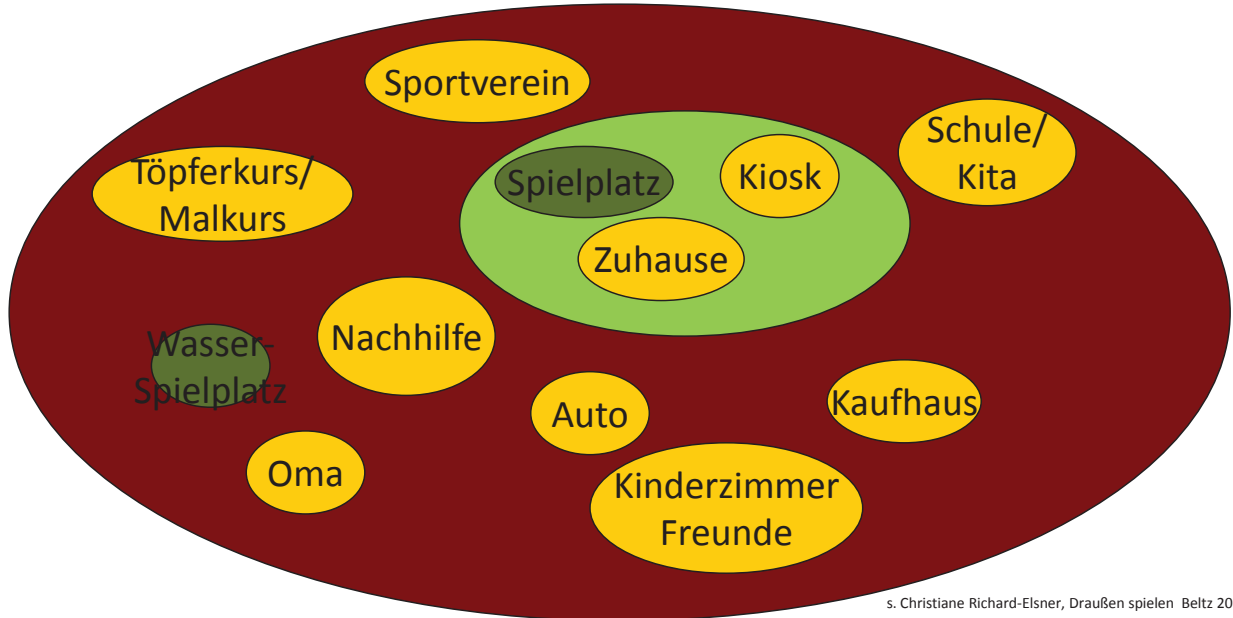 Sportverein
Schule/
Kita
Töpferkurs/
Malkurs
Spielplatz
Kiosk
Zuhause
Nachhilfe
Wasser-
Spielplatz
Auto
Kaufhaus
Oma
Kinderzimmer
Freunde
s. Christiane Richard-Elsner, Draußen spielen Beltz 20